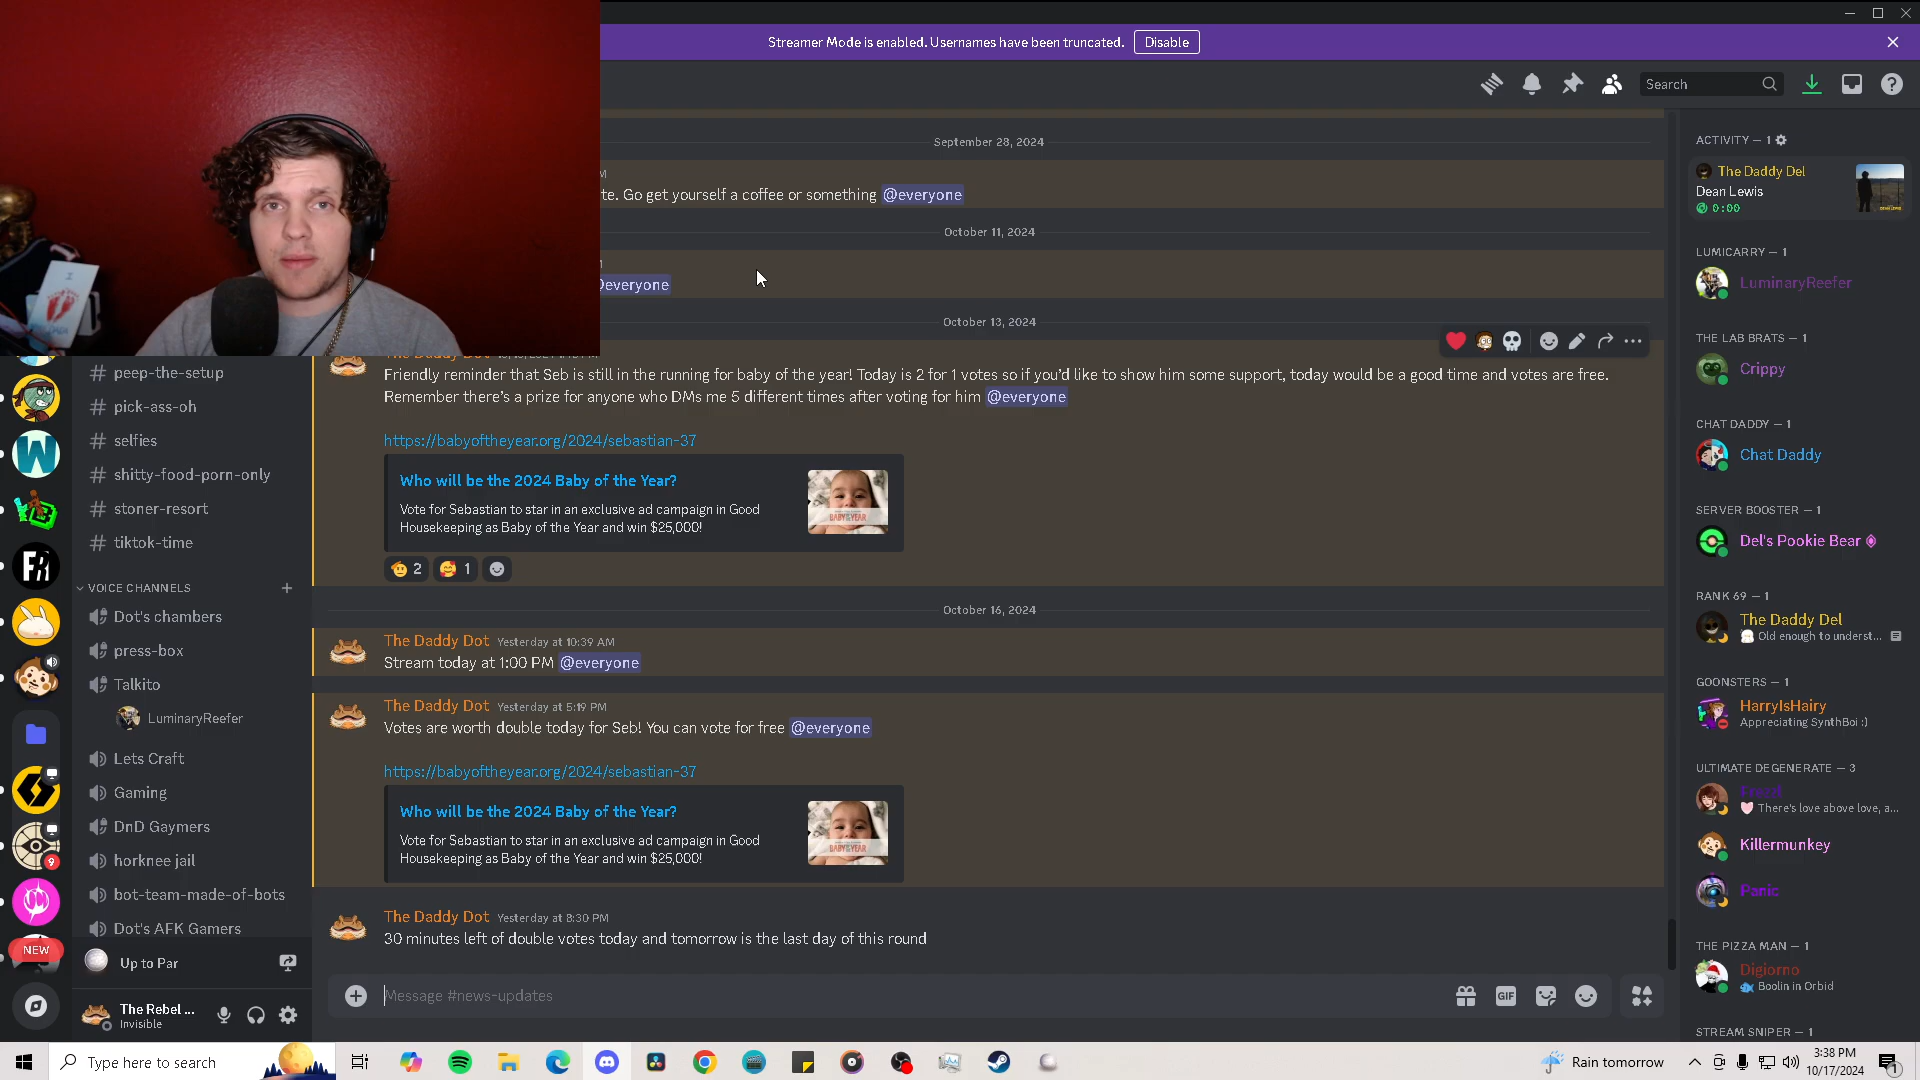 Streamer Mode is enabled. Usernames have been truncated.
Disable
Search
September 28, 2024
te. Go get yourself a coffee or something @everyone
October 11, 2024
@everyone
October 13, 2024
Friendly reminder that Seb is still in the running for baby of the year! Today is 2 for 1 votes so if you'd like to show him some support, today would be a good time and votes are free.
Remember there's a prize for anyone who DMs me 5 different times after voting for him @everyone
https://babyoftheyear.org/2024/sebastian-37
Who will be the 2024 Baby of the Year?
Vote for Sebastian to star in an exclusive ad campaign in Good
Housekeeping as Baby of the Year and win $25,000!
2
1
October 16, 2024
The Daddy Dot Yesterday at 10:39 AM
Stream today at 1:00 PM @everyone
The Daddy Dot Yesterday at 5:19 PM
Votes are worth double today for Seb! You can vote for free @everyone
https://babyoftheyear.org/2024/sebastian-37
Who will be the 2024 Baby of the Year?
Vote for Sebastian to star in an exclusive ad campaign in Good
Housekeeping as Baby of the Year and win $25,000!
The Daddy Dot Yesterday at 8:30 PM
30 minutes left of double votes today and tomorrow is the last day of this round
Message #news-updates
GIF
peep-the-setup
pick-ass-oh
selfies
shitty-food-porn-only
stoner-resort
tiktok-time
VOICE CHANNELS
Dot's chambers
press-box
Talkito
LuminaryReefer
Lets Craft
Gaming
DnD Gaymers
horknee jail
bot-team-made-of-bots
Dot's AFK Gamers
Up to Par
The Rebel ...
Invisible
9
NEW
ACTIVITY — 1
The Daddy Del
Dean Lewis
0:00
LUMICARRY — 1
LuminaryReefer
THE LAB BRATS — 1
Crippy
CHAT DADDY — 1
Chat Daddy
SERVER BOOSTER — 1
Del's Pookie Bear
RANK 69 — 1
The Daddy Del
Old enough to underst...
GOONSTERS — 1
HarryIsHairy
Appreciating SynthBoi :)
ULTIMATE DEGENERATE — 3
There's love above love, a...
Killermunkey
Panic
THE PIZZA MAN — 1
Digiorno
Boolin in Orbid
STREAM SNIPER — 1
Type here to search
Rain tomorrow
3:38 PM
10/17/2024
1